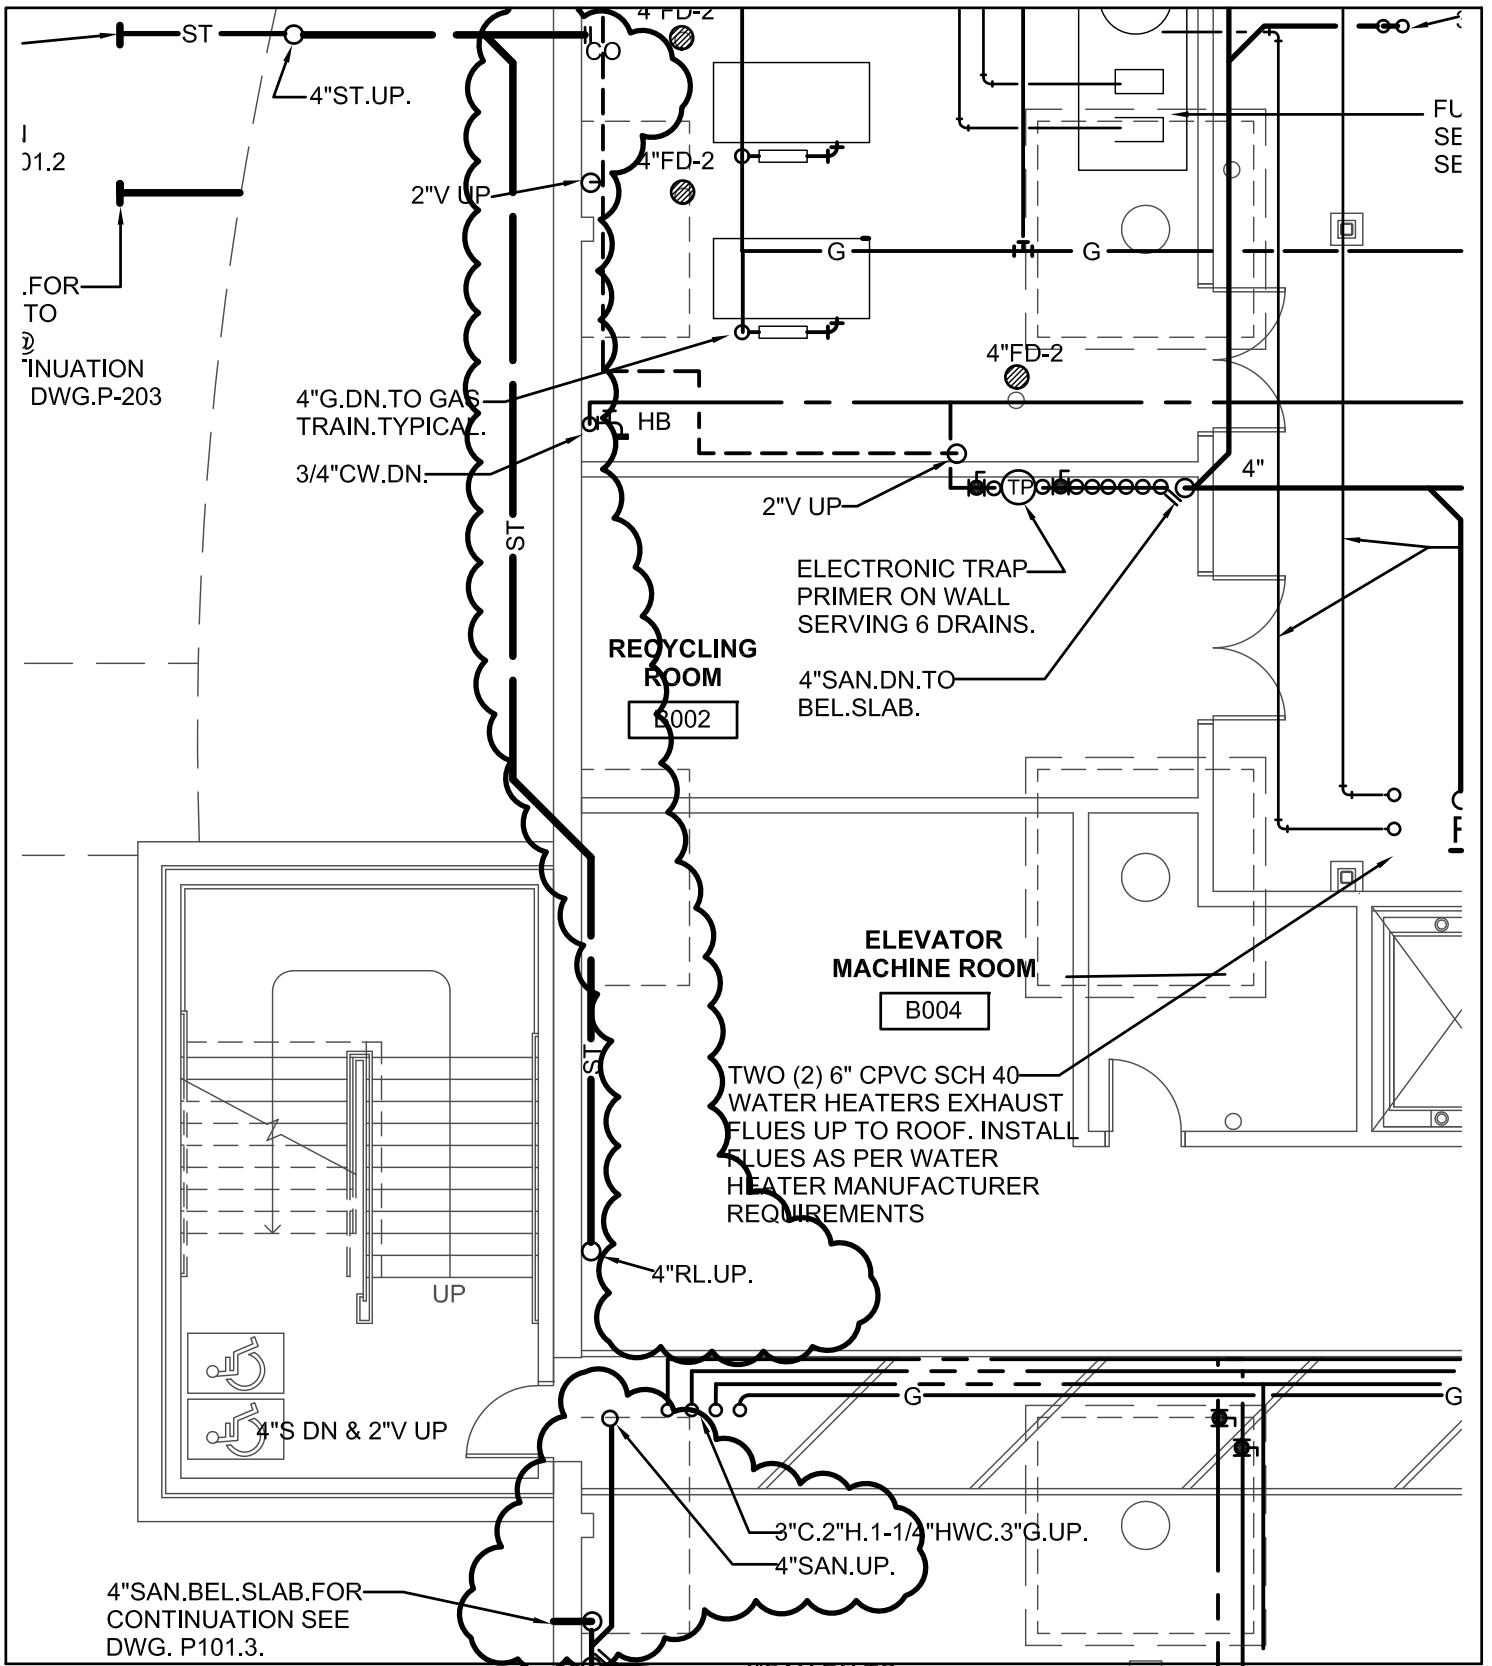 4"FD-2
ST
CO
4"ST.UP.
FU
SE
SE
01.2
4"FD-2
2"V UP
G
G
.FOR
TO
@
INUATION
DWG.P-203
4"FD-2
4"G.DN.TO GAS
TRAIN.TYPICAL.
HB
3/4"CW.DN.
4"
2"V UP
TP
ST
ELECTRONIC TRAP
PRIMER ON WALL
SERVING 6 DRAINS.
RECYCLING
ROOM
B002
4"SAN.DN.TO
BEL.SLAB.
ELEVATOR
MACHINE ROOM
B004
ST
TWO (2) 6" CPVC SCH 40
WATER HEATERS EXHAUST
FLUES UP TO ROOF. INSTALL
FLUES AS PER WATER
HEATER MANUFACTURER
REQUIREMENTS
4"RL.UP.
UP
G
G
4"S DN & 2"V UP
3"C.2"H.1-1/4"HWC.3"G.UP.
4"SAN.UP.
4"SAN.BEL.SLAB.FOR
CONTINUATION SEE
DWG. P101.3.